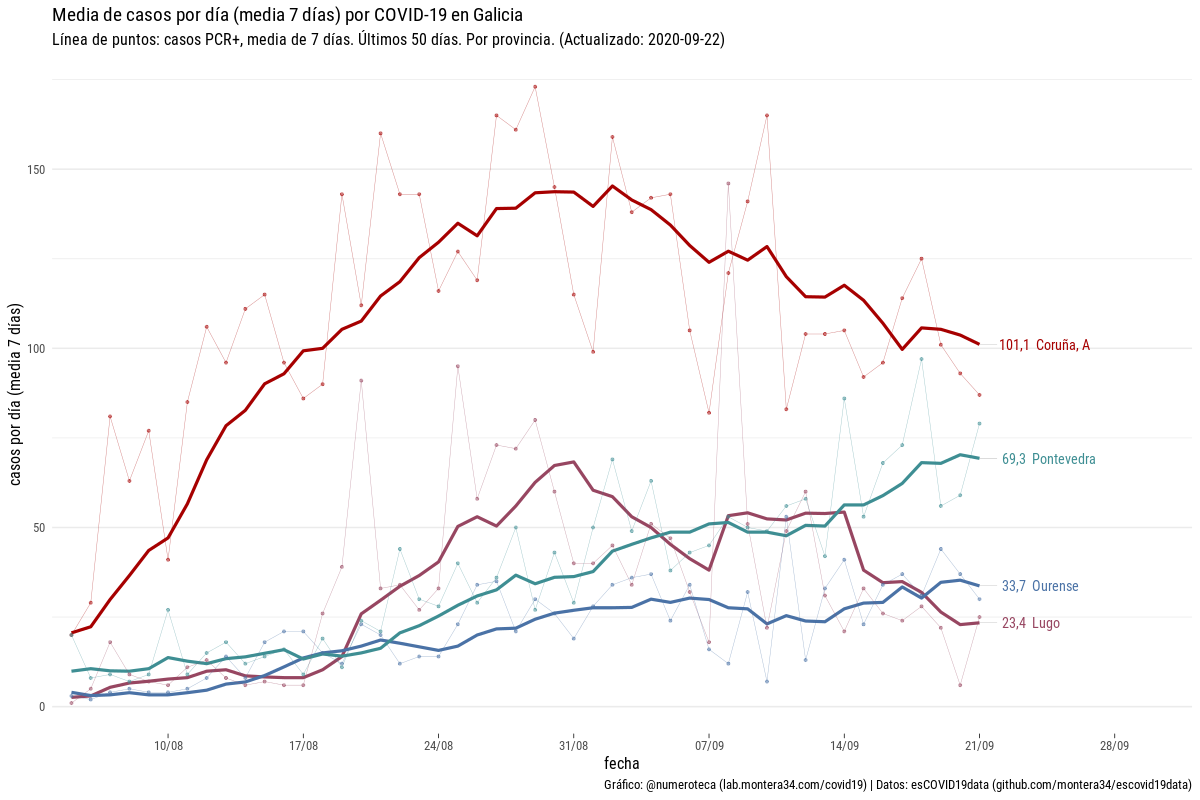 Media de casos por día (media 7 días) por COVID-19 en Galicia
Línea de puntos: casos PCR+, media de 7 días. Últimos 50 días. Por provincia. (Actualizado: 2020-09-22)
casos por día (media 7 días)
150
100
50
0
101,1 Coruña, A
69,3 Pontevedra
33,7 Ourense
23,4 Lugo
10/08 17/08 24/08 31/08 07/09 14/09 21/09 28/09
fecha
Gráfico: @numeroteca (lab.montera34.com/covid19) | Datos: esCOVID19data (github.com/montera34/escovid19data)